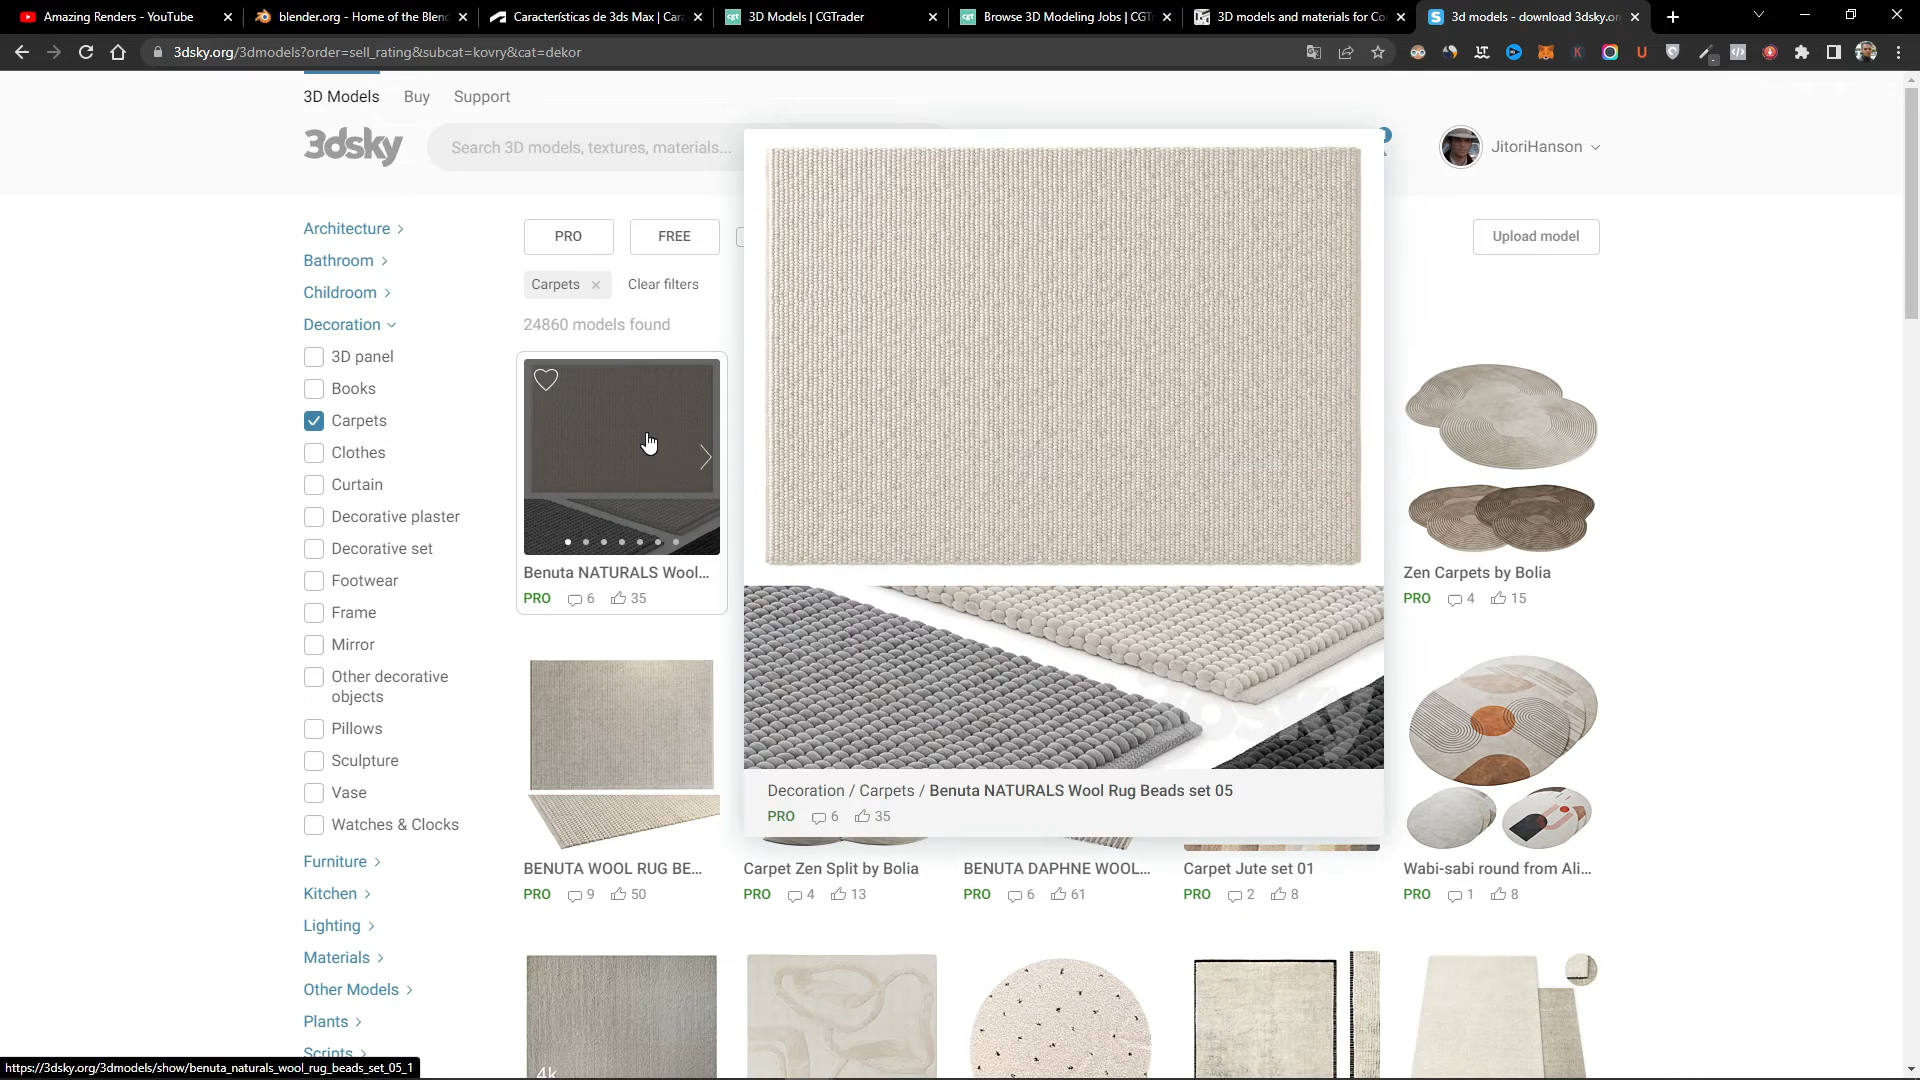 Amazing Renders - YouTube
blender.org - Home of the Blen
Características de 3ds Max | Cara
3D Models | CGTrader
Browse 3D Modeling Jobs | CGT
3D models and materials for Co
3d models - download 3dsky.or
3dsky.org/3dmodels?order=sell_rating&subcat=kovry&cat=dekor
3D Models
Buy
Support
3dsky
Search 3D models, textures, materials...
JitoriHanson
Architecture
Bathroom
Childroom
Decoration
3D panel
Books
Carpets
Clothes
Curtain
Decorative plaster
Decorative set
Footwear
Frame
Mirror
Other decorative
objects
Pillows
Sculpture
Vase
Watches & Clocks
Furniture
Kitchen
Lighting
Materials
Other Models
Plants
Scripts
PRO
FREE
Upload model
Carpets
Clear filters
24860 models found
Benuta NATURALS Wool...
PRO 6 35
Decoration / Carpets / Benuta NATURALS Wool Rug Beads set 05
PRO 6 35
Zen Carpets by Bolia
PRO 4 15
BENUTA WOOL RUG BE...
PRO 9 50
Carpet Zen Split by Bolia
PRO 4 13
BENUTA DAPHNE WOOL...
PRO 6 61
Carpet Jute set 01
PRO 2 8
Wabi-sabi round from Ali...
PRO 1 8
4k
https://3dsky.org/3dmodels/show/benuta_naturals_wool_rug_beads_set_05_1